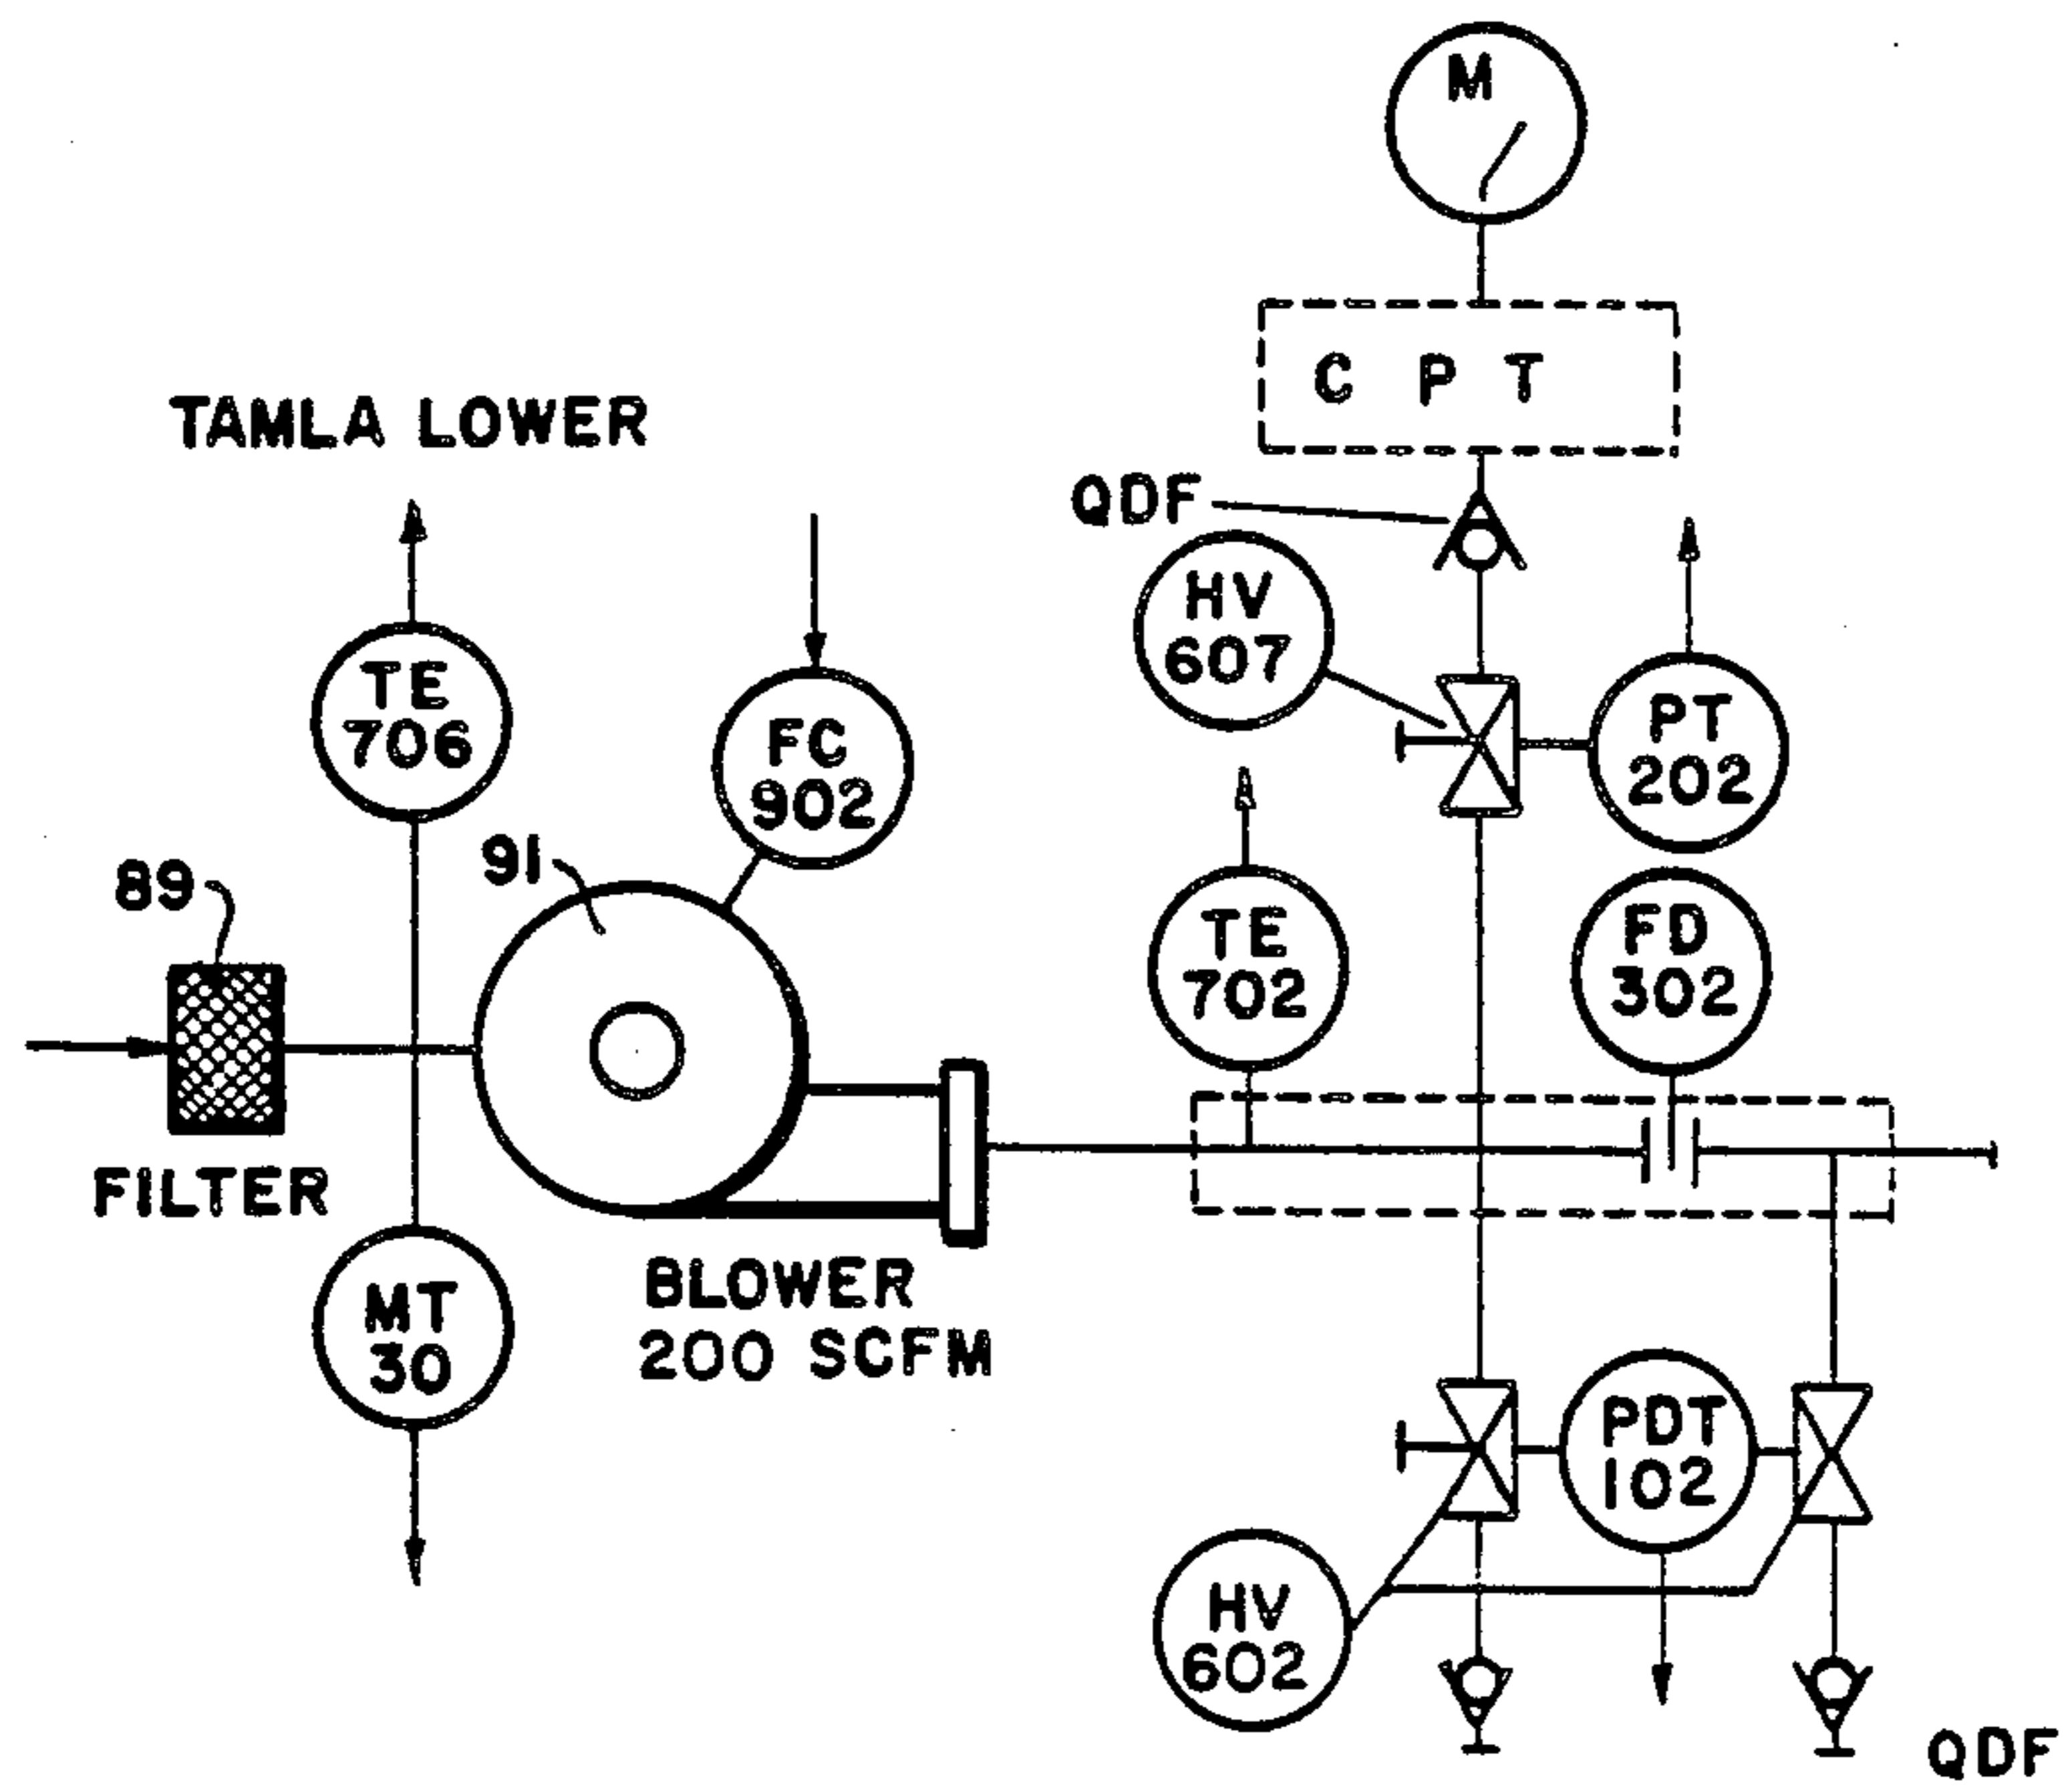 M
C P T
TAMLA LOWER
QDF
HV
607
TE
706
PT
202
FC
902
91
89
TE
702
FD
302
FILTER
BLOWER
200 SCFM
MT
30
PDT
102
HV
602
QDF